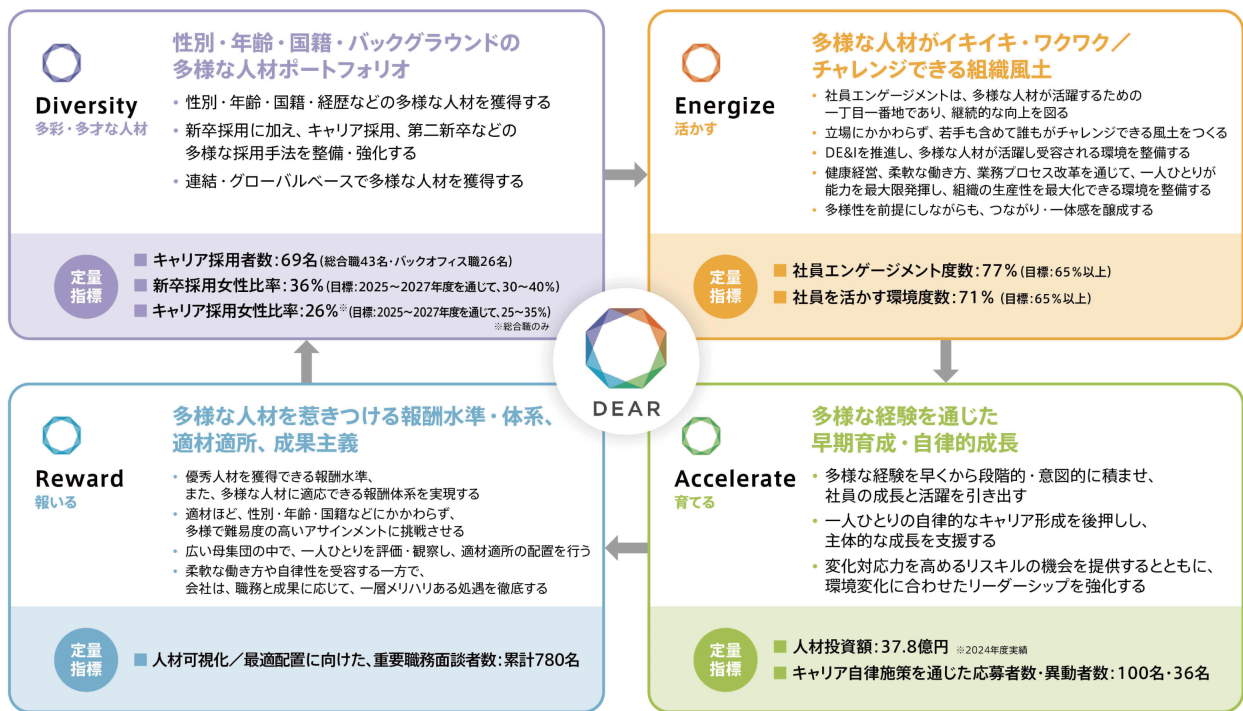 Diversity
多彩・多才な人材
性別・年齢・国籍・バックグラウンドの
多様な人材ポートフォリオ
• 性別・年齢・国籍・経歴などの多様な人材を獲得する
• 新卒採用に加え、キャリア採用、第二新卒などの
多様な採用手法を整備・強化する
• 連結・グローバルベースで多様な人材を獲得する
定量
指標
■ キャリア採用者数：69名（総合職43名・バックオフィス職26名）
■ 新卒採用女性比率：36%（目標：2025～2027年度を通じて、30～40%）
■ キャリア採用女性比率：26%※（目標：2025～2027年度を通じて、25～35%）
※総合職のみ
Energize
活かす
多様な人材がイキイキ・ワクワク／
チャレンジできる組織風土
• 社員エンゲージメントは、多様な人材が活躍するための
一丁目一番地であり、継続的な向上を図る
• 立場にかかわらず、若手も含めて誰もがチャレンジできる風土をつくる
• DE&Iを推進し、多様な人材が活躍し受容される環境を整備する
• 健康経営、柔軟な働き方、業務プロセス改革を通じて、一人ひとりが
能力を最大限発揮し、組織の生産性を最大化できる環境を整備する
• 多様性を前提にしながらも、つながり・一体感を醸成する
定量
指標
■ 社員エンゲージメント度数：77%（目標：65%以上）
■ 社員を活かす環境度数：71%（目標：65%以上）
DEAR
Reward
報いる
多様な人材を惹きつける報酬水準・体系、
適材適所、成果主義
• 優秀人材を獲得できる報酬水準、
また、多様な人材に適応できる報酬体系を実現する
• 適材ほど、性別・年齢・国籍などにかかわらず、
多様で難易度の高いアサインメントに挑戦させる
• 広い母集団の中で、一人ひとりを評価・観察し、適材適所の配置を行う
• 柔軟な働き方や自律性を受容する一方で、
会社は、職務と成果に応じて、一層メリハリある処遇を徹底する
定量
指標
■ 人材可視化／最適配置に向けた、重要職務面談者数：累計780名
Accelerate
育てる
多様な経験を通じた
早期育成・自律的成長
• 多様な経験を早くから段階的・意図的に積ませ、
社員の成長と活躍を引き出す
• 一人ひとりの自律的なキャリア形成を後押しし、
主体的な成長を支援する
• 変化対応力を高めるリスキルの機会を提供するとともに、
環境変化に合わせたリーダーシップを強化する
定量
指標
■ 人材投資額：37.8億円 ※2024年度実績
■ キャリア自律施策を通じた応募者数・異動者数：100名・36名